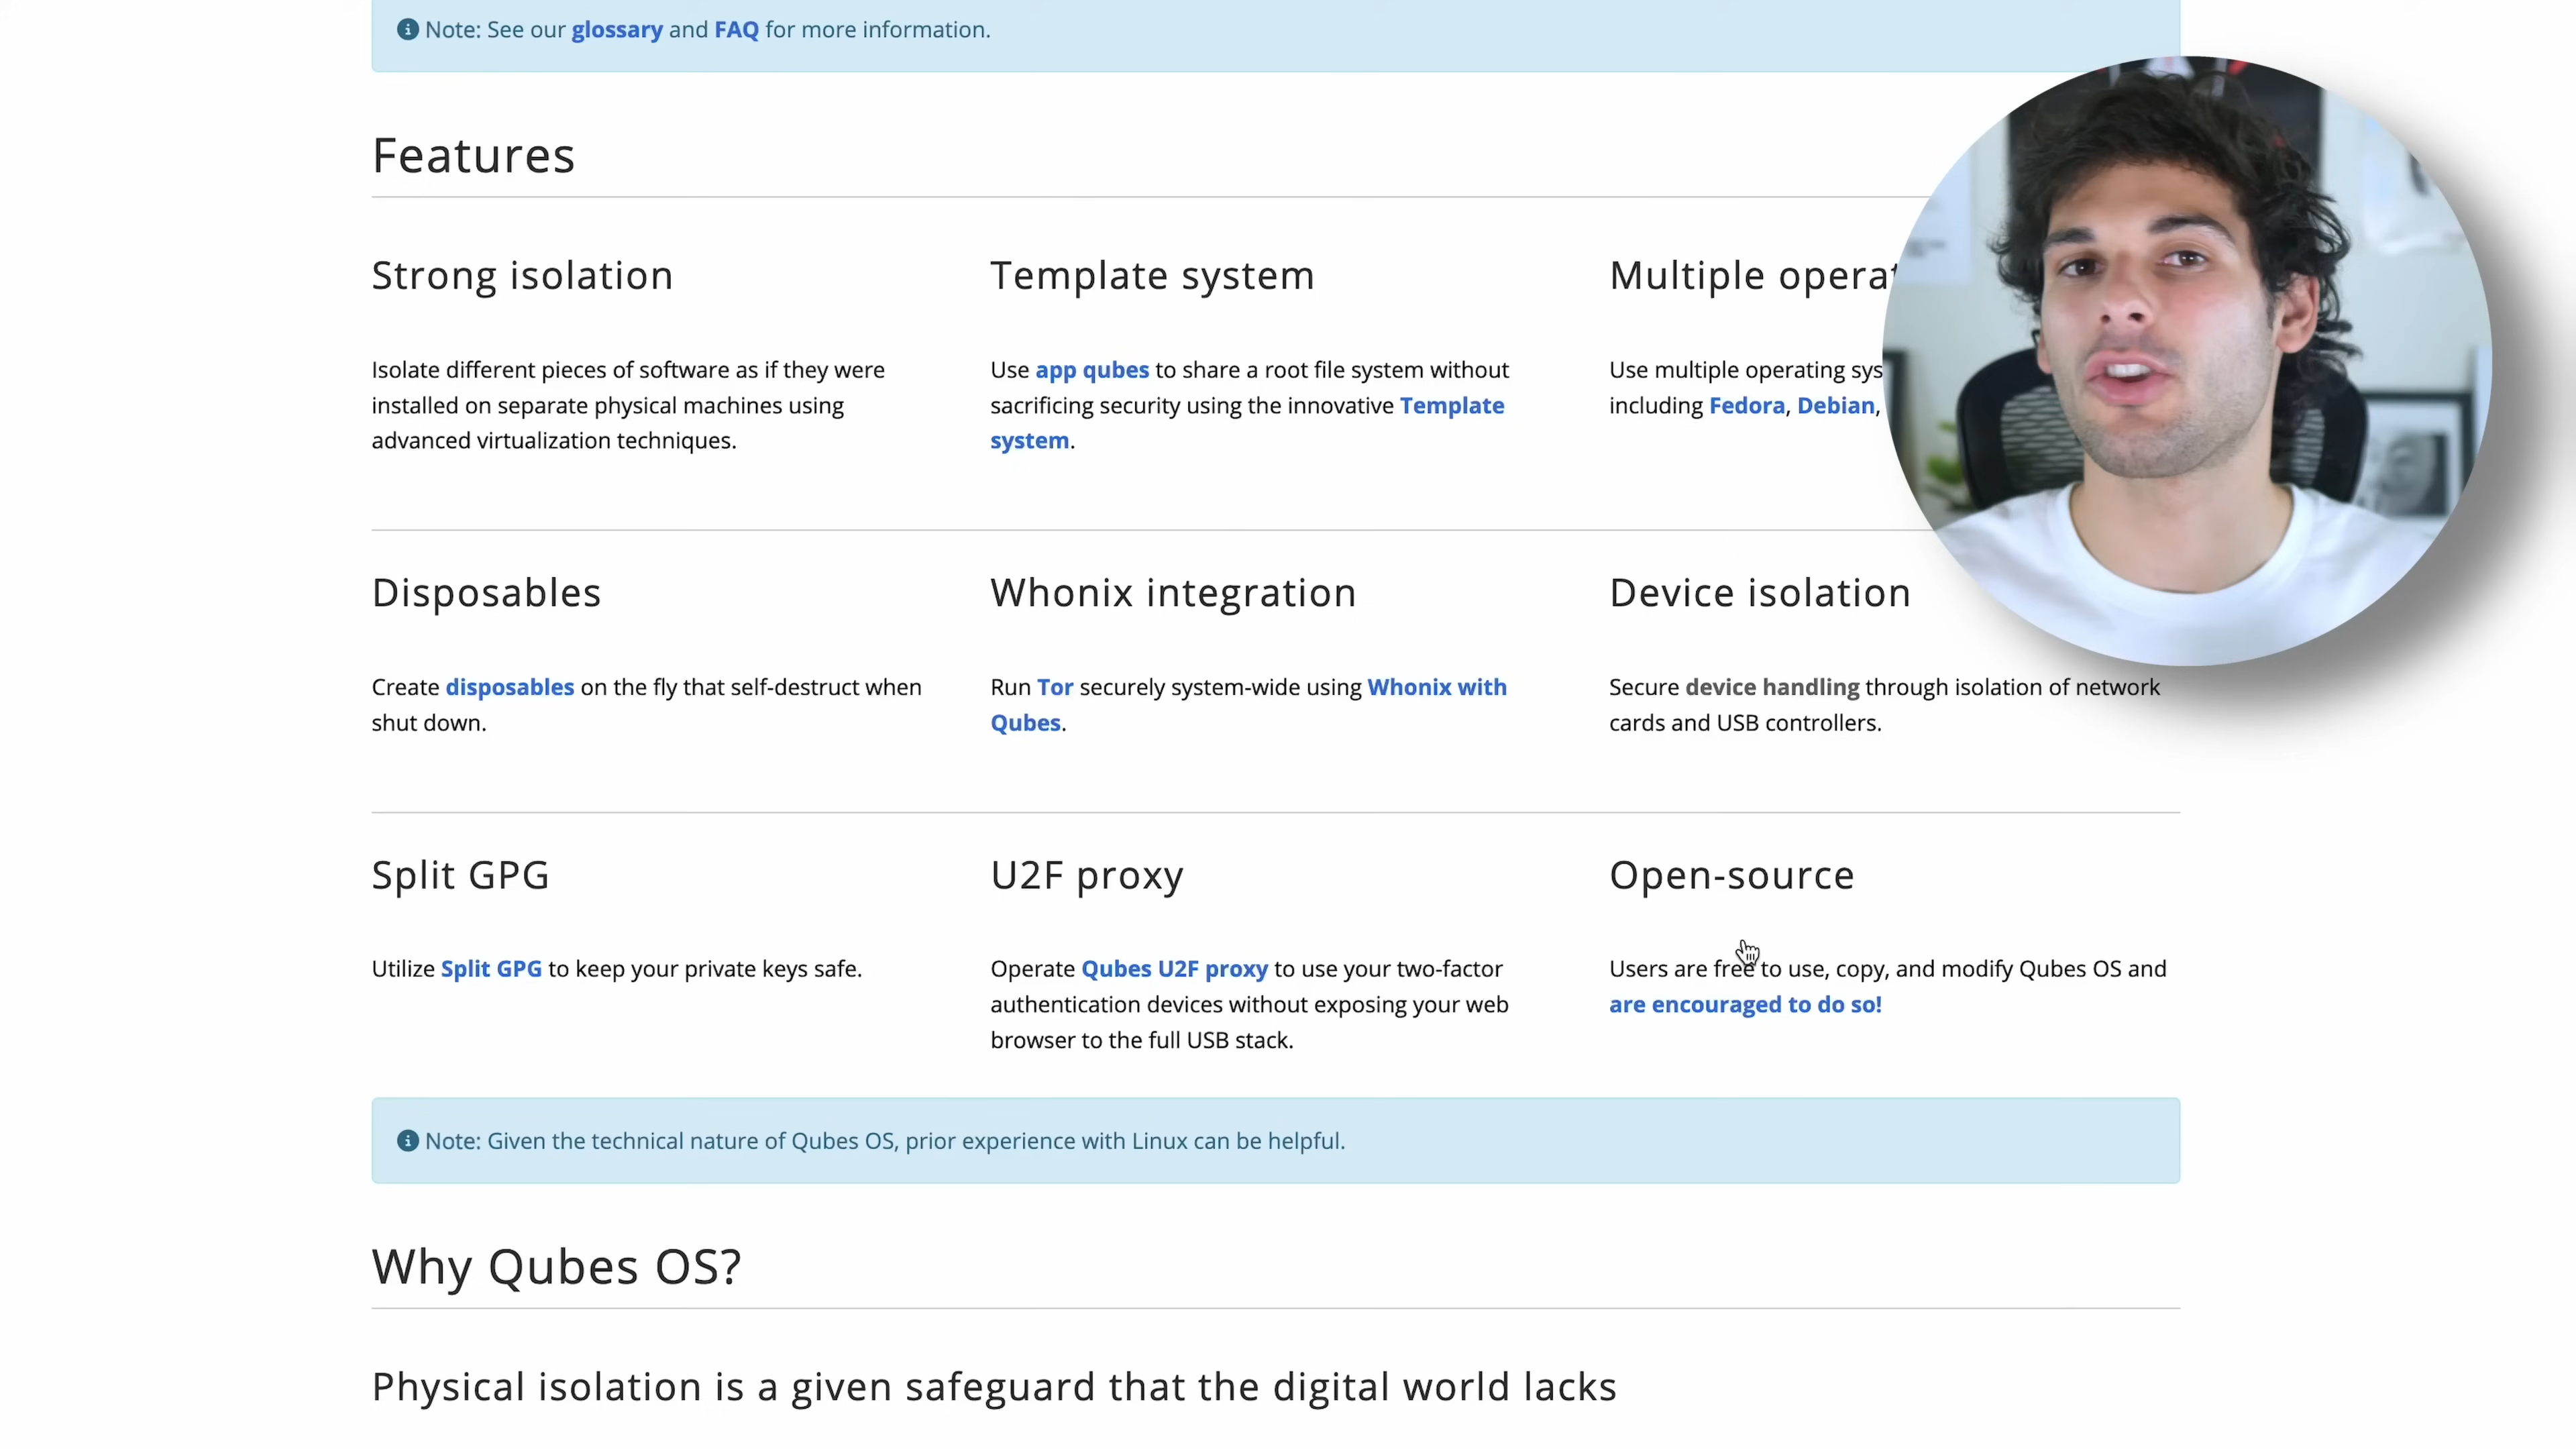 Note: See our glossary and FAQ for more information.
Features
Strong isolation
Isolate different pieces of software as if they were
installed on separate physical machines using
advanced virtualization techniques.
Template system
Use app qubes to share a root file system without
sacrificing security using the innovative Template
system.
Multiple
Use multiple operating
including Fedora, Debian,
Disposables
Create disposables on the fly that self-destruct when
shut down.
Whonix integration
Run Tor securely system-wide using Whonix with
Qubes.
Device isolation
Secure device handling through isolation of network
cards and USB controllers.
Split GPG
Utilize Split GPG to keep your private keys safe.
U2F proxy
Operate Qubes U2F proxy to use your two-factor
authentication devices without exposing your web
browser to the full USB stack.
Open-source
Users are free to use, copy, and modify Qubes OS and
are encouraged to do so!
Note: Given the technical nature of Qubes OS, prior experience with Linux can be helpful.
Why Qubes OS?
Physical isolation is a given safeguard that the digital world lacks